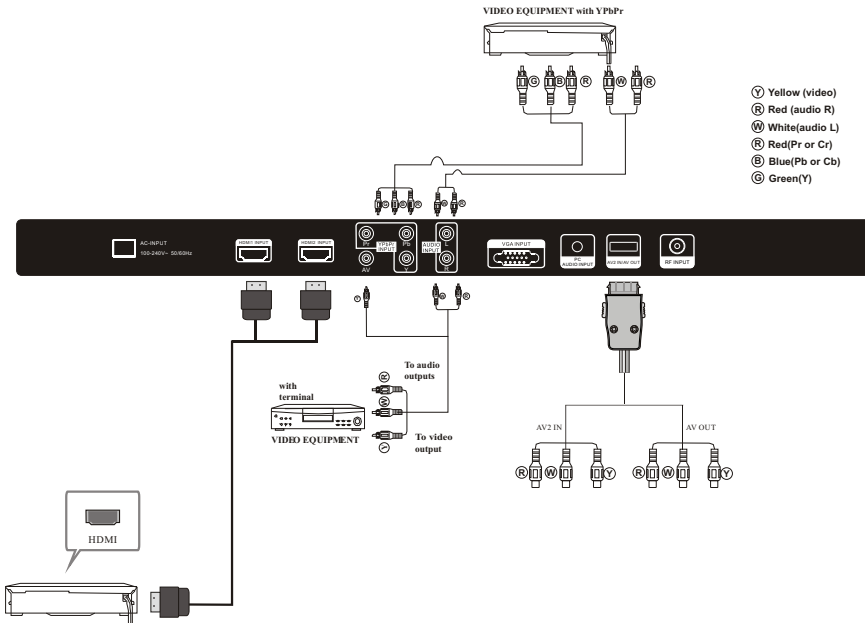 VIDEO EQUIPMENT with YPbPr
G B R W R
Y Yellow (video)
R Red (audio R)
W White(audio L)
R Red(Pr or Cr)
B Blue(Pb or Cb)
G Green(Y)
G B R W R
AC-INPUT
100-240V~ 50/60Hz
HDMI1 INPUT
HDMI2 INPUT
Pr
YPbPr
INPUT
Pb
AV
Y
AUDIO
INPUT
L
R
VGA INPUT
PC
AUDIO INPUT
AV2 IN/AV OUT
RF INPUT
Y W R
with
terminal
To audio
outputs
R
W
Y
VIDEO EQUIPMENT
To video
output
AV2 IN
AV OUT
R W Y R W Y
HDMI